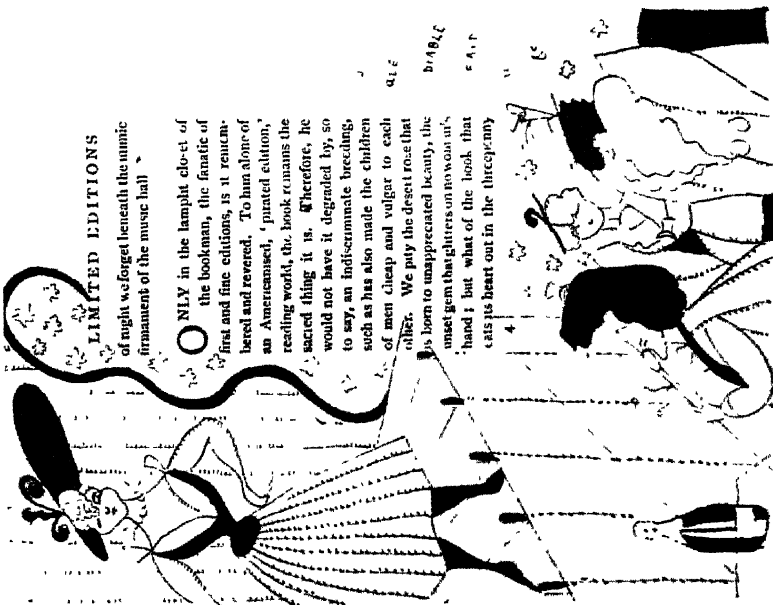 LIMITED EDITIONS
of night we forget beneath the mimic
firmament of the music hall
ONLY in the lamplit closet of
the bookman, the fanatic of
first and fine editions, is it remem-
bered and revered. To him alone of
an Americanised, 'pirated edition,'
reading world, the book remains the
sacred thing it is. Therefore, he
would not have it degraded by, so
to say, an indiscriminate breeding,
such as has also made the children
of men cheap and vulgar to each
other. We pity the desert rose that
is born to unappreciated beauty, the
unset gem that glitters on no woman's
hand; but what of the book that
eats its heart out in the threepenny
4
DIABLE